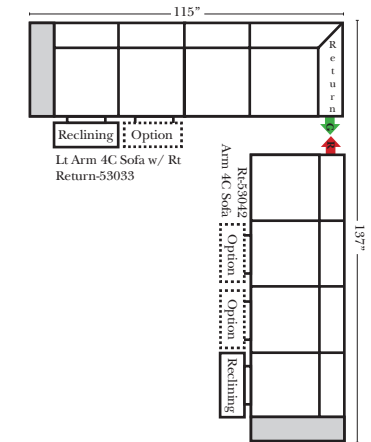 115”
Return
Reclining
Option
Lt Arm 4C Sofa w/ Rt
Return-53033
Rt-53042
Arm 4C Sofa
Option
Option
Reclining
137”